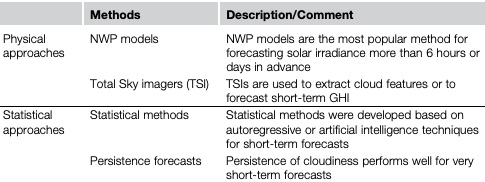 Methods Description/Comment
Physical approaches NWP models NWP models are the most popular method for
forecasting solar irradiance more than 6 hours or
days in advance
Total Sky imagers (TSI) TSIs are used to extract cloud features or to
forecast short-term GHI
Statistical approaches Statistical methods Statistical methods were developed based on
autoregressive or artificial intelligence techniques
for short-term forecasts
Persistence forecasts Persistence of cloudiness performs well for very
short-term forecasts